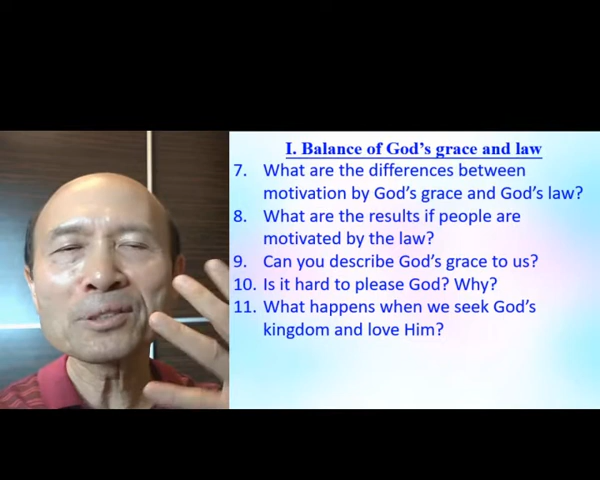 I. Balance of God's grace and law
7. What are the differences between
motivation by God's grace and God's law?
8. What are the results if people are
motivated by the law?
9. Can you describe God's grace to us?
10. Is it hard to please God? Why?
11. What happens when we seek God's
kingdom and love Him?